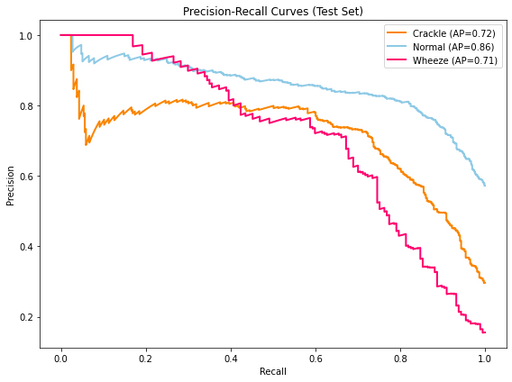 Precision-Recall Curves (Test Set)
Crackle (AP=0.72)
Normal (AP=0.86)
Wheeze (AP=0.71)
Precision
1.0
0.8
0.6
0.4
0.2
0.0 0.2 0.4 0.6 0.8 1.0
Recall